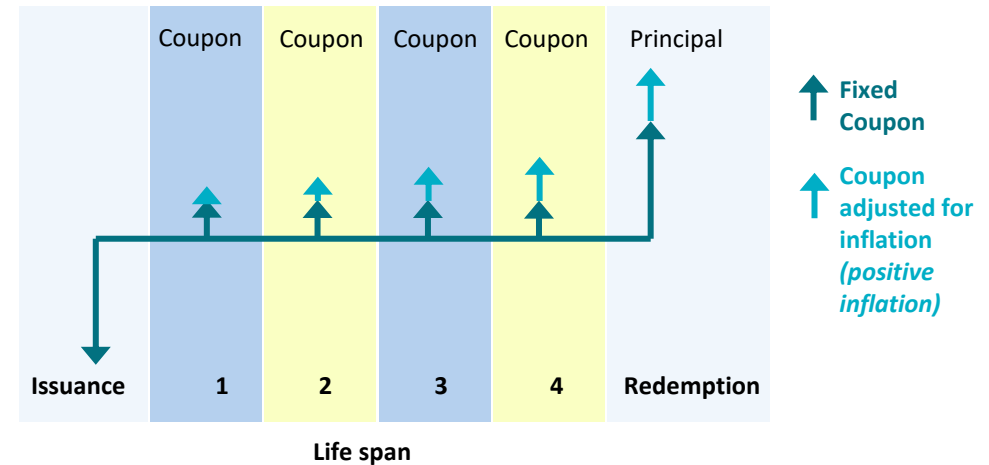 Coupon
Coupon
Coupon
Coupon
Principal
Fixed
Coupon
Coupon
adjusted for
inflation
(positive
inflation)
Issuance
1
2
3
4
Redemption
Life span